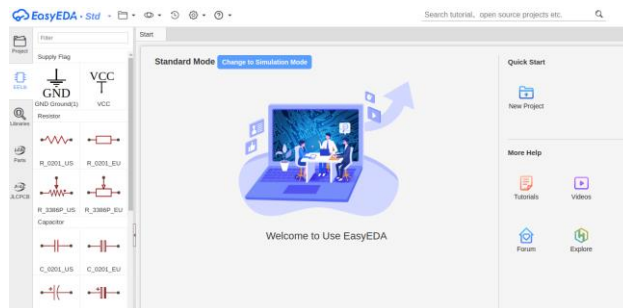 EasyEDA · Std
Search tutorial, open source projects etc.
Project
Filter
Start
Supply Flag
EELib
GND
VCC
GND Ground(1)
VCC
Libraries
Resistor
R_0201_US
R_0201_EU
Parts
JLCPCB
R_3386P_US
R_3386P_EU
Capacitor
C_0201_US
C_0201_EU
Standard Mode
Change to Simulation Mode
Welcome to Use EasyEDA
Quick Start
New Project
More Help
Tutorials
Videos
Forum
Explore